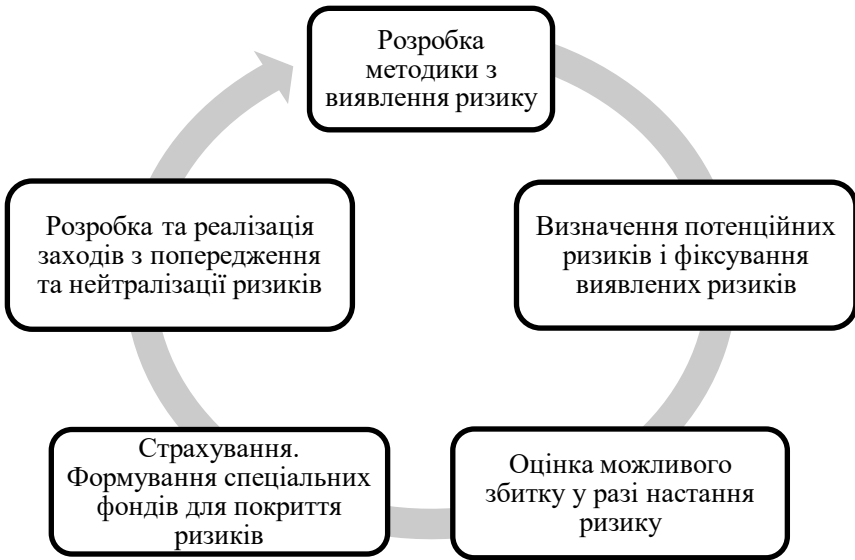 Розробка
методики з
виявлення ризику
Визначення потенційних
ризиків і фіксування
виявлених ризиків
Оцінка можливого
збитку у разі настання
ризику
Страхування.
Формування спеціальних
фондів для покриття
ризиків
Розробка та реалізація
заходів з попередження
та нейтралізації ризиків